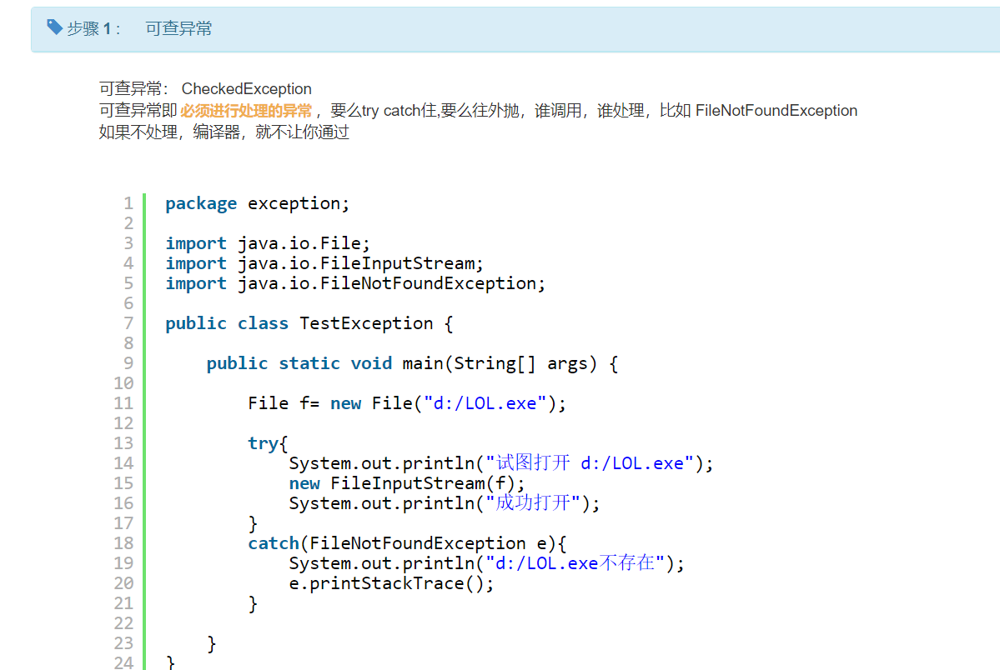 步骤 1 : 可查异常
可查异常： CheckedException
可查异常即 必须进行处理的异常 ，要么try catch住,要么往外抛，谁调用，谁处理，比如 FileNotFoundException
如果不处理，编译器，就不让你通过
1 package exception;
2
3 import java.io.File;
4 import java.io.FileInputStream;
5 import java.io.FileNotFoundException;
6
7 public class TestException {
8
9 public static void main(String[] args) {
10
11 File f= new File("d:/LOL.exe");
12
13 try{
14 System.out.println("试图打开 d:/LOL.exe");
15 new FileInputStream(f);
16 System.out.println("成功打开");
17 }
18 catch(FileNotFoundException e){
19 System.out.println("d:/LOL.exe不存在");
20 e.printStackTrace();
21 }
22
23 }
24 }